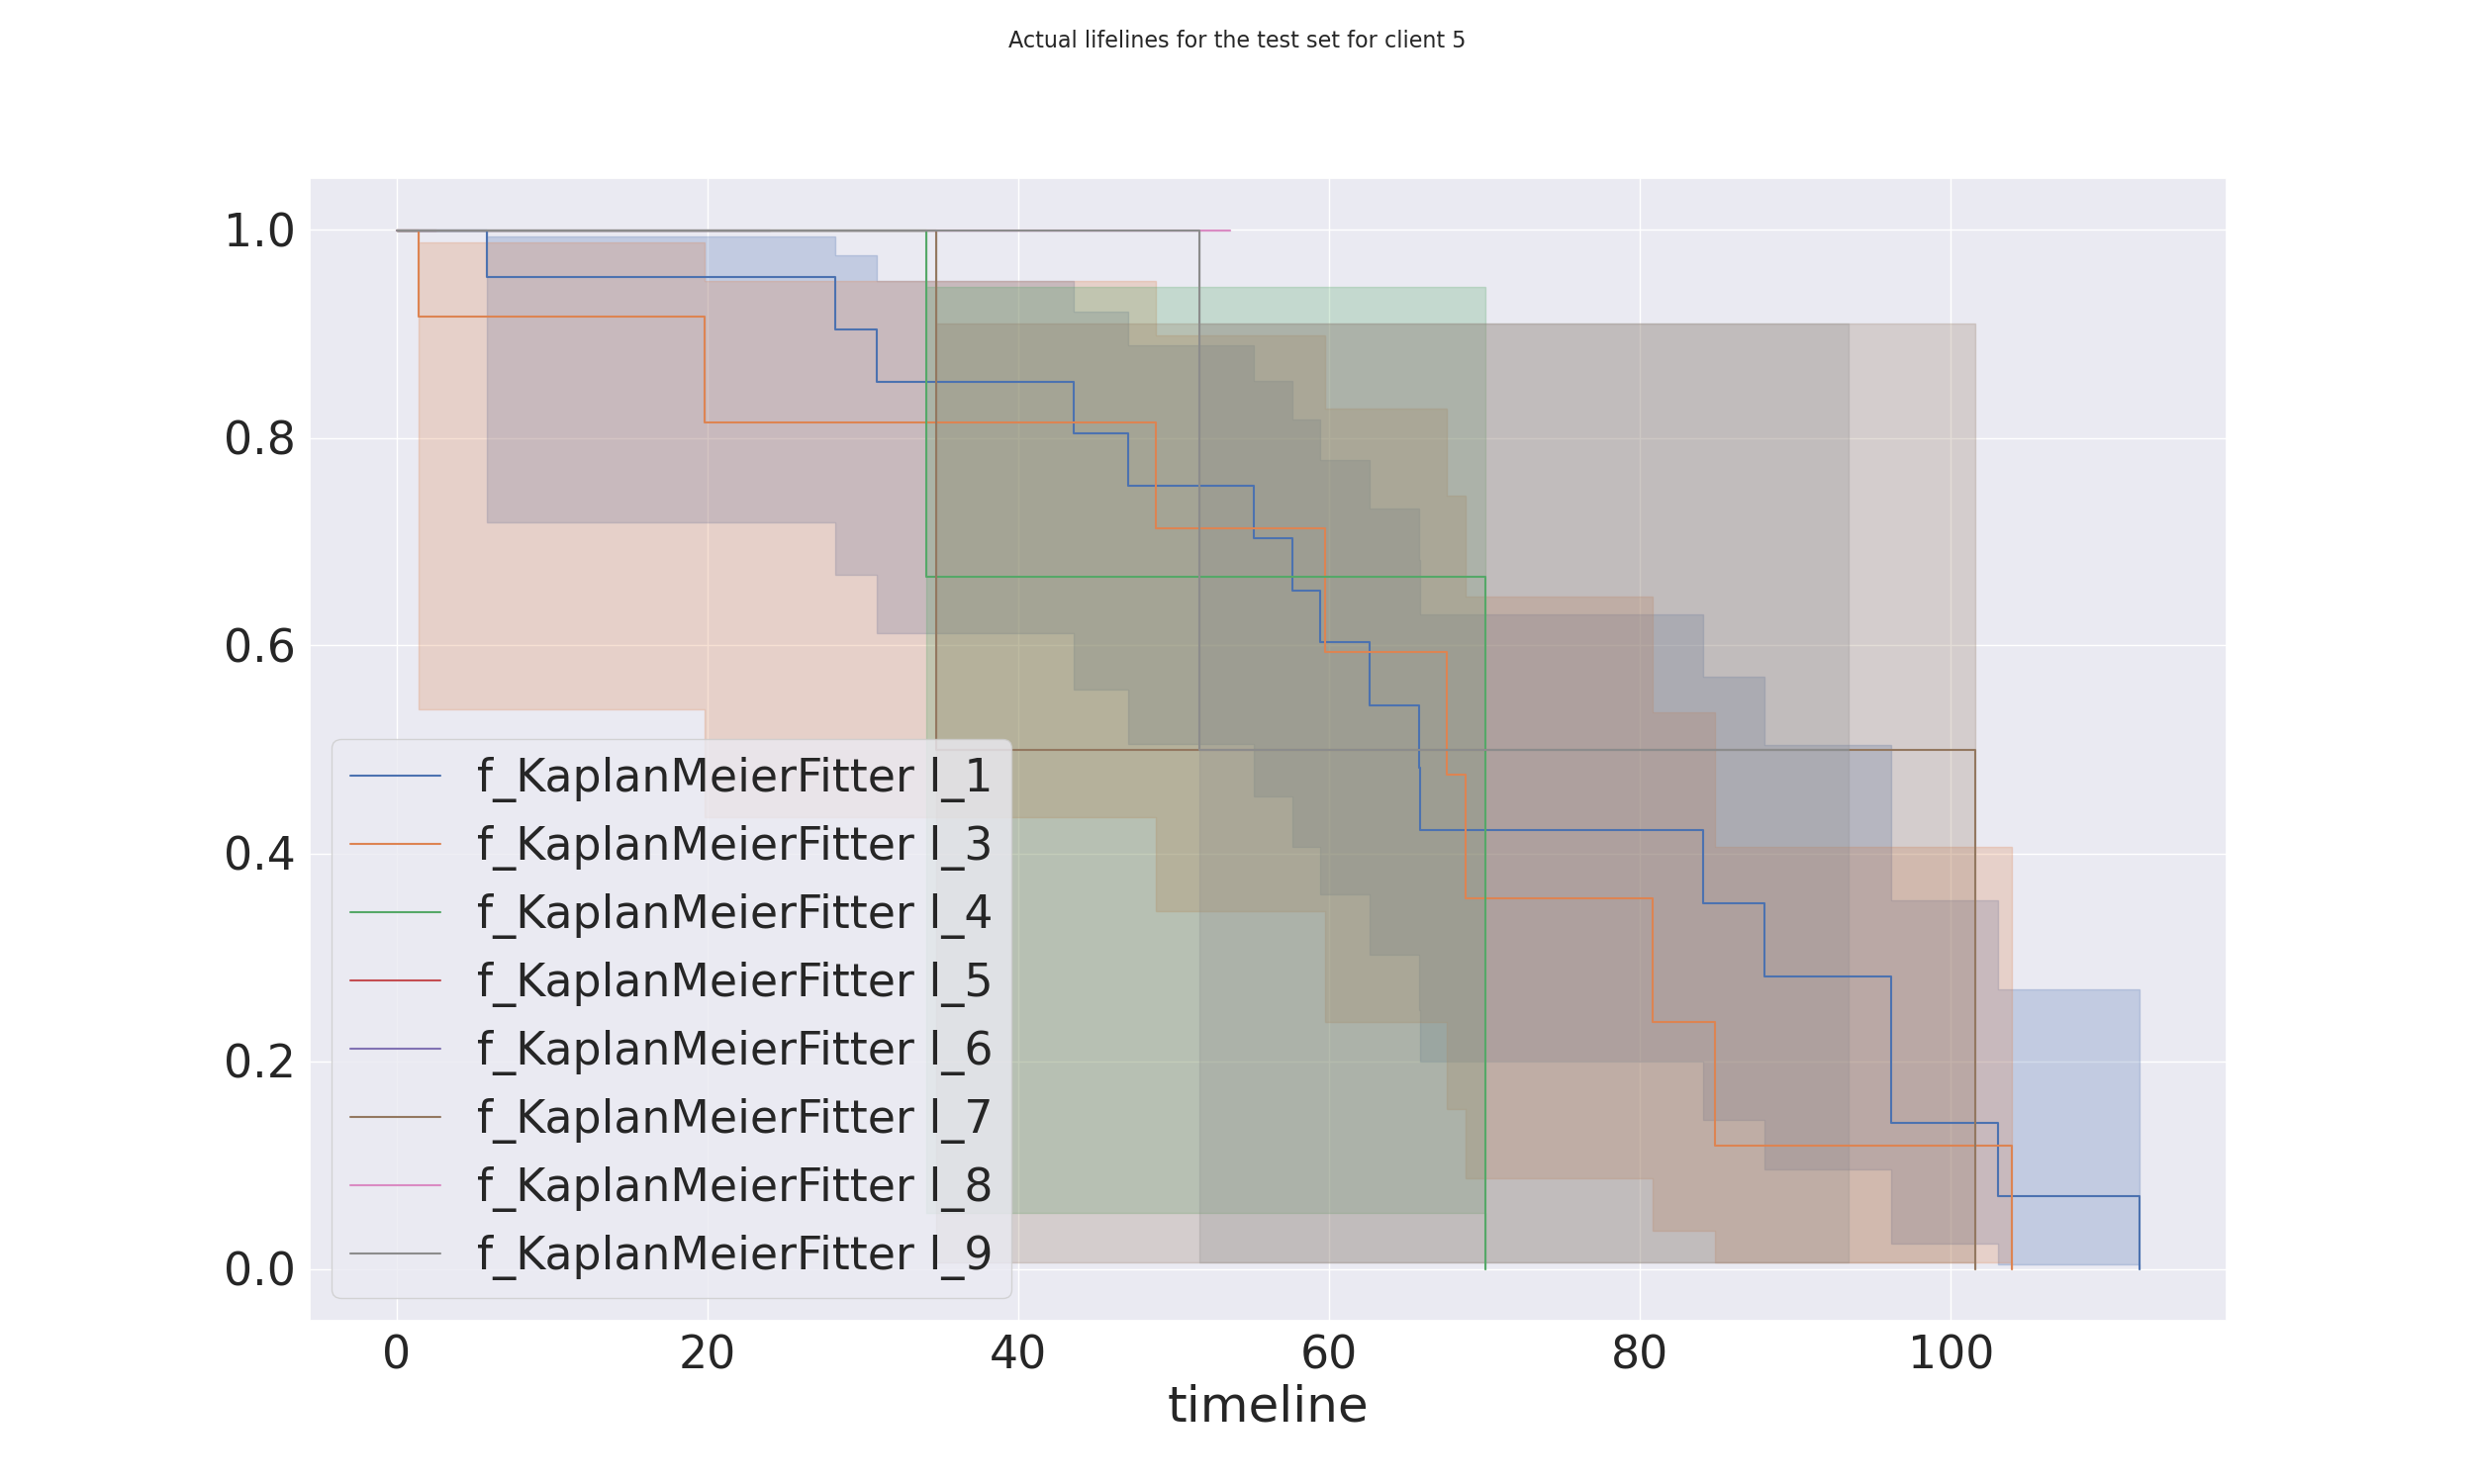 Actual lifelines for the test set for client 5
1.0
0.8
0.6
0.4
0.2
0.0
f_KaplanMeierFitter l_1
f_KaplanMeierFitter l_3
f_KaplanMeierFitter l_4
f_KaplanMeierFitter l_5
f_KaplanMeierFitter l_6
f_KaplanMeierFitter l_7
f_KaplanMeierFitter l_8
f_KaplanMeierFitter l_9
0 20 40 60 80 100
timeline